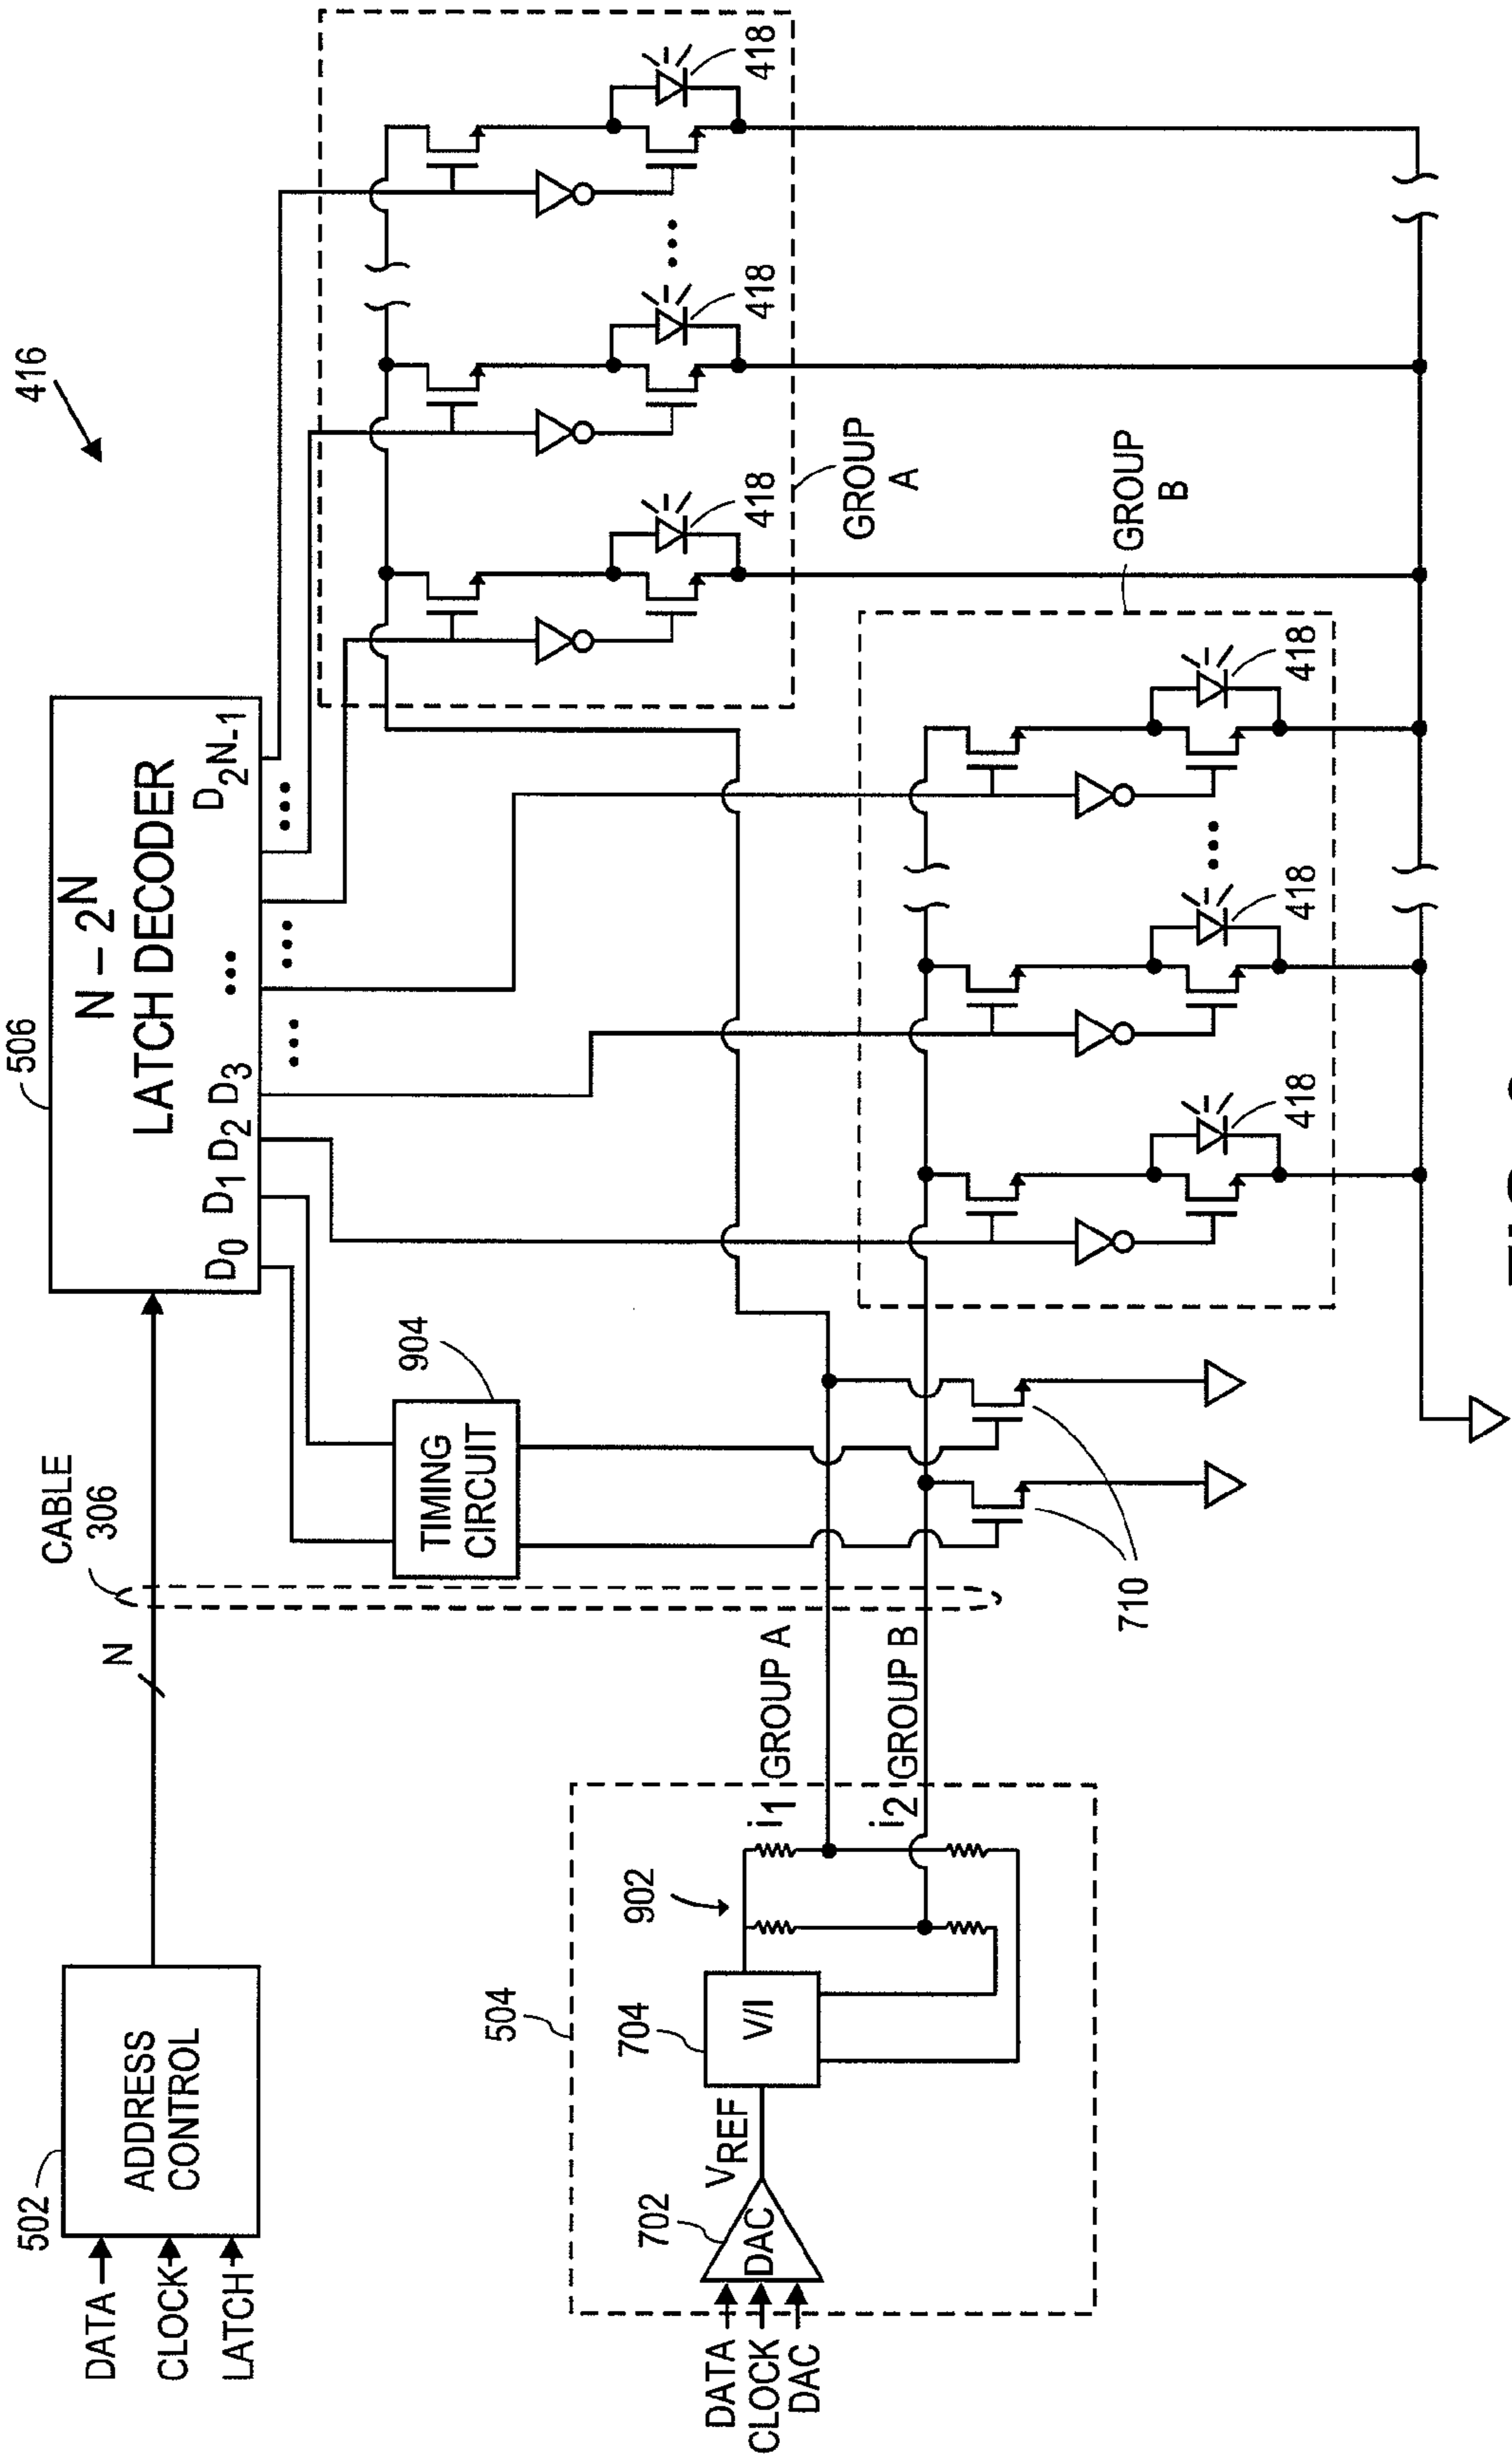 416
506
N – 2N
LATCH DECODER
D0 D1 D2 D3 ••• D2N-1
502
ADDRESS
CONTROL
DATA
CLOCK
LATCH
N
CABLE
306
904
TIMING
CIRCUIT
418
418
418
GROUP
A
GROUP
B
418
418
418
504
702
DAC
VREF
704
V/I
902
DATA
CLOCK
DAC
i1 GROUP A
i2 GROUP B
710